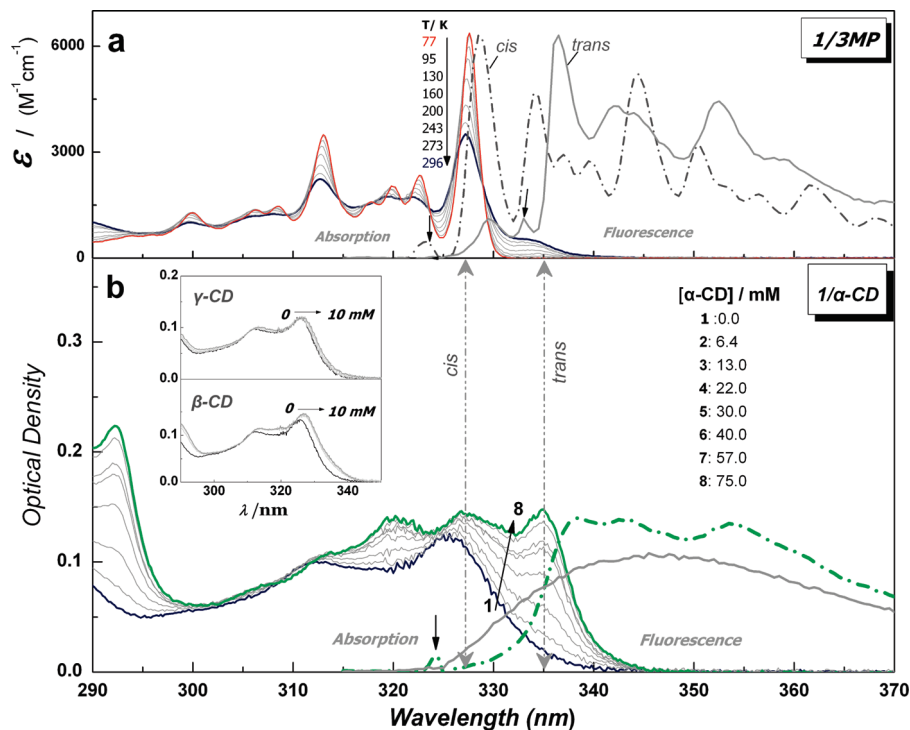 a
1/3MP
T/ K
77
95
130
160
200
243
273
296
cis
trans
6000
3000
0
ε / (M⁻¹cm⁻¹)
Absorption
Fluorescence
b
1/α-CD
[α-CD] / mM
1 :0.0
2: 6.4
3: 13.0
4: 22.0
5: 30.0
6: 40.0
7: 57.0
8: 75.0
0.3
0.2
0.1
0.0
Optical Density
γ-CD
0 10 mM
0.2
0.1
0.0
β-CD
0 10 mM
0.1
0.0
300 320 340
λ /nm
cis
trans
8
1
Absorption
Fluorescence
290 300 310 320 330 340 350 360 370
Wavelength (nm)